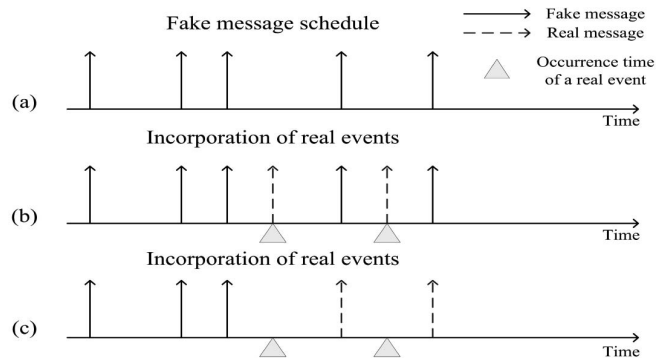 Fake message schedule
Fake message
Real message
Occurrence time
of a real event
(a)
Time
Incorporation of real events
(b)
Time
Incorporation of real events
(c)
Time